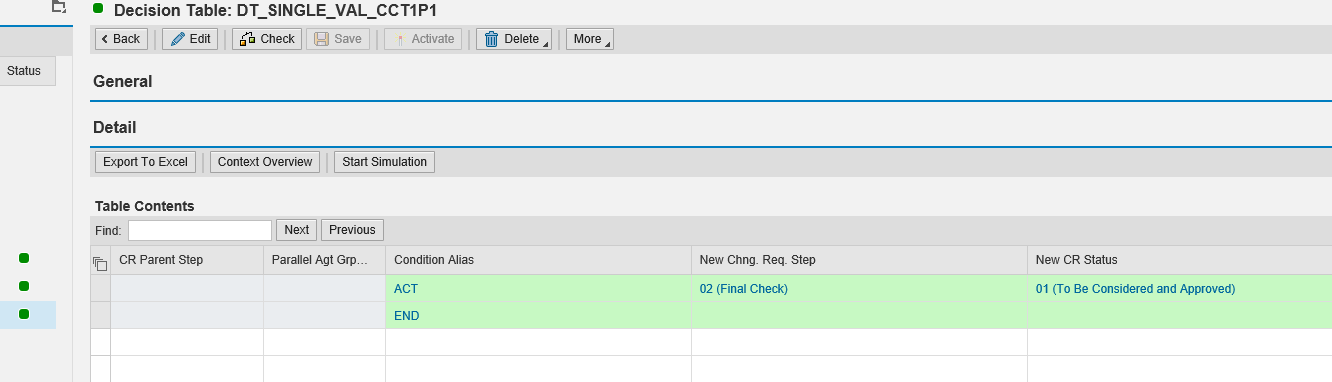 Decision Table: DT_SINGLE_VAL_CCT1P1
Back Edit Check Save Activate Delete More
Status
General
Detail
Export To Excel Context Overview Start Simulation
Table Contents
Find: Next Previous
CR Parent Step Parallel Agt Grp... Condition Alias New Chng. Req. Step New CR Status
ACT 02 (Final Check) 01 (To Be Considered and Approved)
END